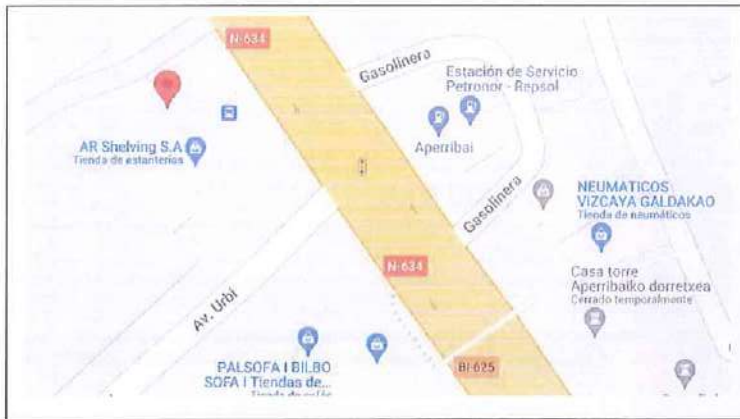 N-634
Gasolinera
Estación de Servicio
Petronor - Repsol
Aperribai
AR Shelving S.A
Tienda de estanterías
NEUMATICOS
VIZCAYA GALDAKAO
Tienda de neumáticos
Gasolinera
Casa torre
Aperribaiko dorretxea
Cerrado temporalmente
N-634
Av. Urbi
PALSOFA I BILBO
SOFA I Tiendas de...
BI-625